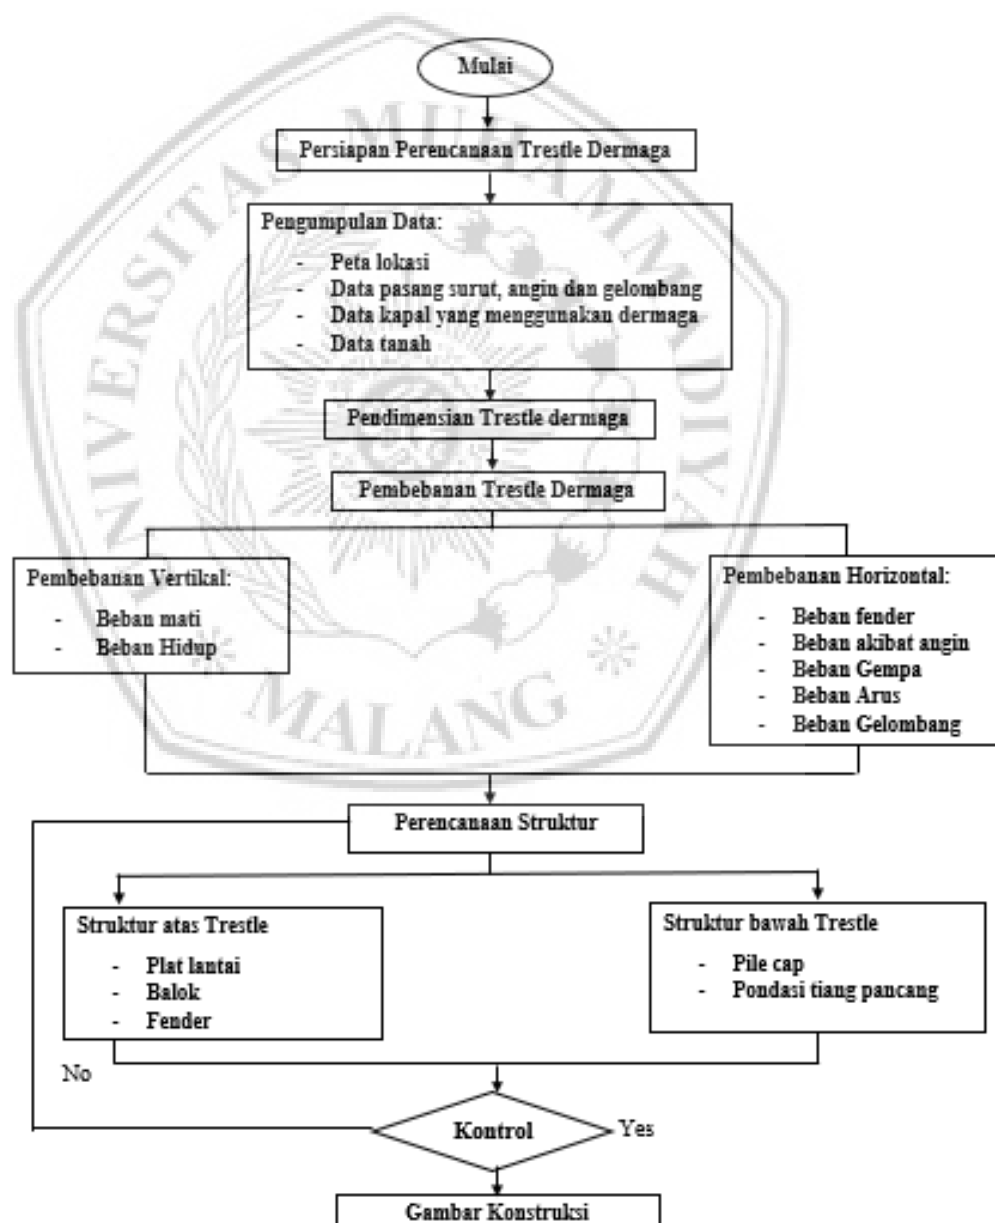 Mulai
Persiapan Perencanaan Trestle Dermaga
Pengumpulan Data:
- Peta lokasi
- Data pasang surut, angin dan gelombang
- Data kapal yang menggunakan dermaga
- Data tanah
Pendimensian Trestle dermaga
Pembebanan Trestle Dermaga
Pembebanan Vertikal:
- Beban mati
- Beban Hidup
Pembebanan Horizontal:
- Beban fender
- Beban akibat angin
- Beban Gempa
- Beban Arus
- Beban Gelombang
Perencanaan Struktur
Struktur atas Trestle
- Plat lantai
- Balok
- Fender
Struktur bawah Trestle
- Pile cap
- Pondasi tiang pancang
No
Kontrol
Yes
Gambar Konstruksi
UNIVERSITAS MUHAMMADIYAH
MALANG